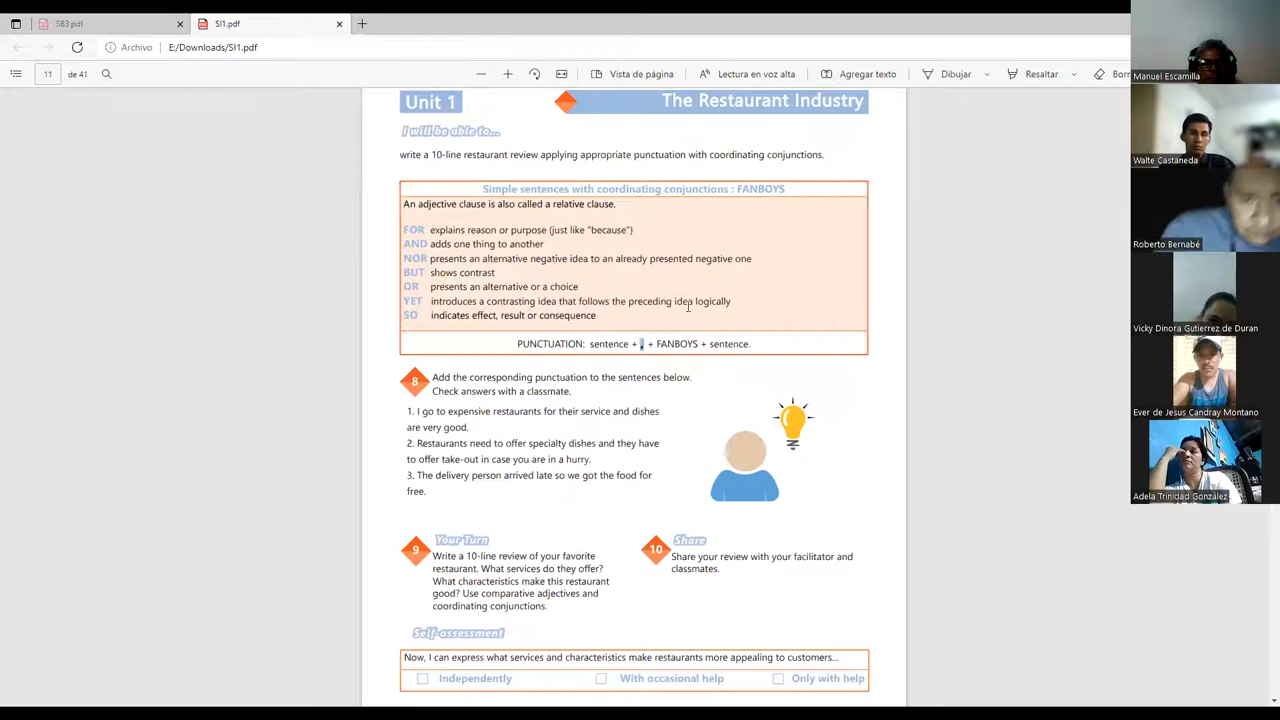 SB3.pdf
SI1.pdf
Archivo E:/Downloads/SI1.pdf
11 de 41
Vista de página
Lectura en voz alta
Agregar texto
Dibujar
Resaltar
Borr
Unit 1
The Restaurant Industry
I will be able to...
write a 10-line restaurant review applying appropriate punctuation with coordinating conjunctions.
Simple sentences with coordinating conjunctions : FANBOYS
An adjective clause is also called a relative clause.
FOR explains reason or purpose (just like "because")
AND adds one thing to another
NOR presents an alternative negative idea to an already presented negative one
BUT shows contrast
OR presents an alternative or a choice
YET introduces a contrasting idea that follows the preceding idea logically
SO indicates effect, result or consequence
PUNCTUATION: sentence + , + FANBOYS + sentence.
8 Add the corresponding punctuation to the sentences below.
Check answers with a classmate.
1. I go to expensive restaurants for their service and dishes
are very good.
2. Restaurants need to offer specialty dishes and they have
to offer take-out in case you are in a hurry.
3. The delivery person arrived late so we got the food for
free.
9 Your Turn
Write a 10-line review of your favorite
restaurant. What services do they offer?
What characteristics make this restaurant
good? Use comparative adjectives and
coordinating conjunctions.
10 Share
Share your review with your facilitator and
classmates.
Self-assessment
Now, I can express what services and characteristics make restaurants more appealing to customers...
Independently
With occasional help
Only with help
Manuel Escamilla
Walte Castaneda
Roberto Bernabé
Vicky Dinora Gutierrez de Duran
Ever de Jesus Candray Montano
Adela Trinidad González